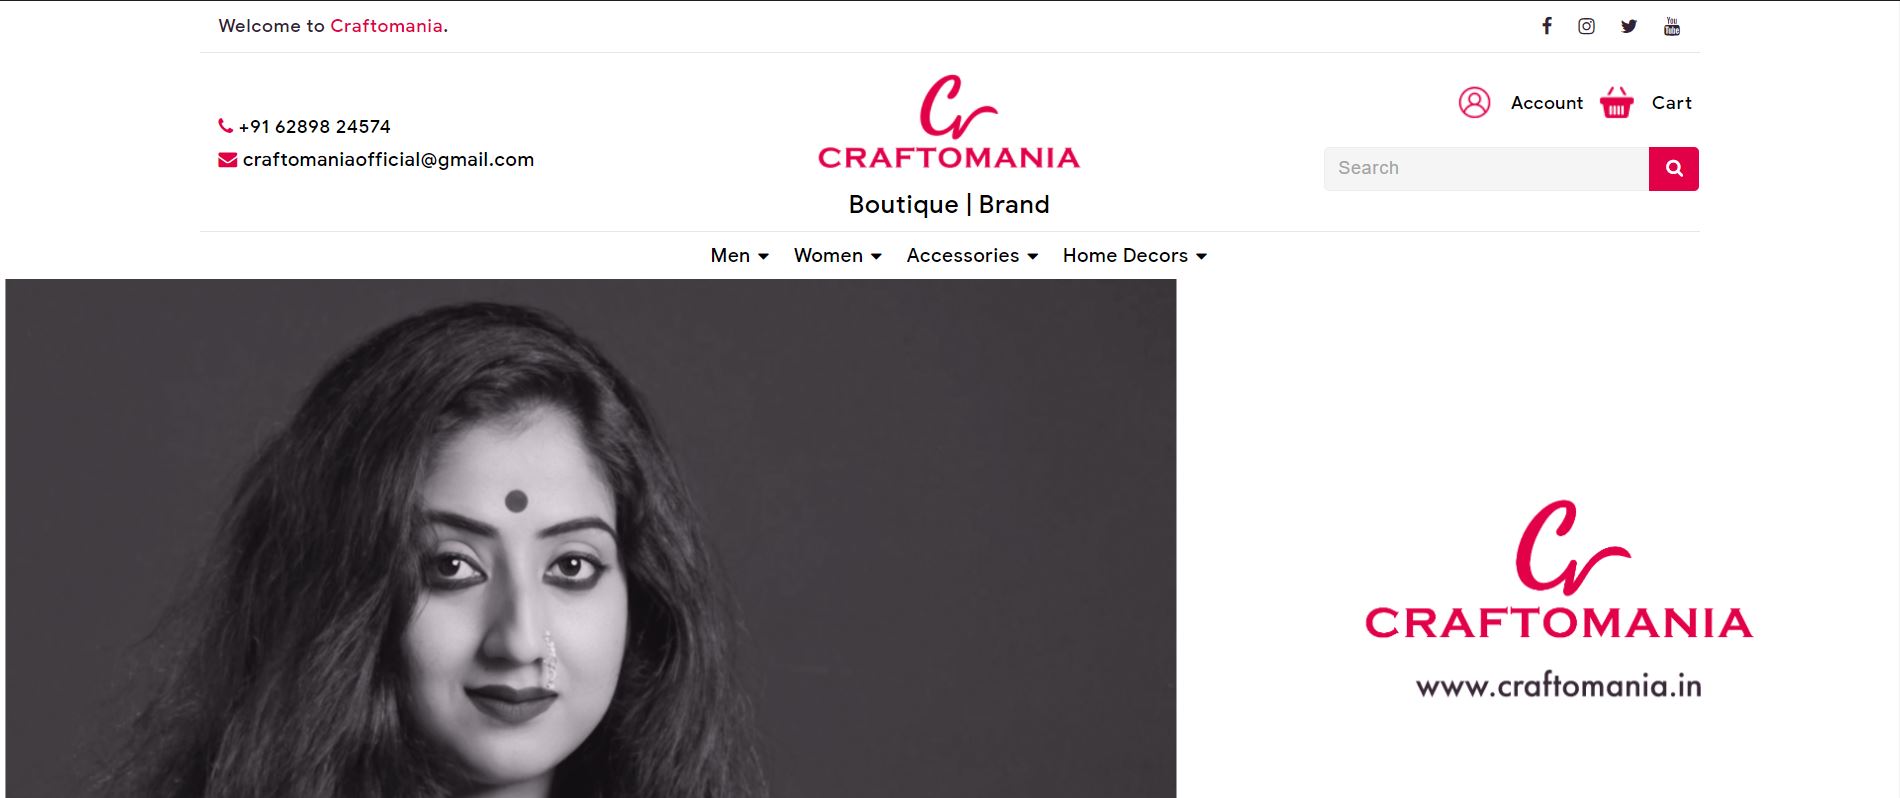 Welcome to Craftomania.
You
Tube
+91 62898 24574
craftomaniaofficial@gmail.com
Cr
CRAFTOMANIA
Boutique | Brand
Account
Cart
Search
Men
Women
Accessories
Home Decors
Cr
CRAFTOMANIA
www.craftomania.in